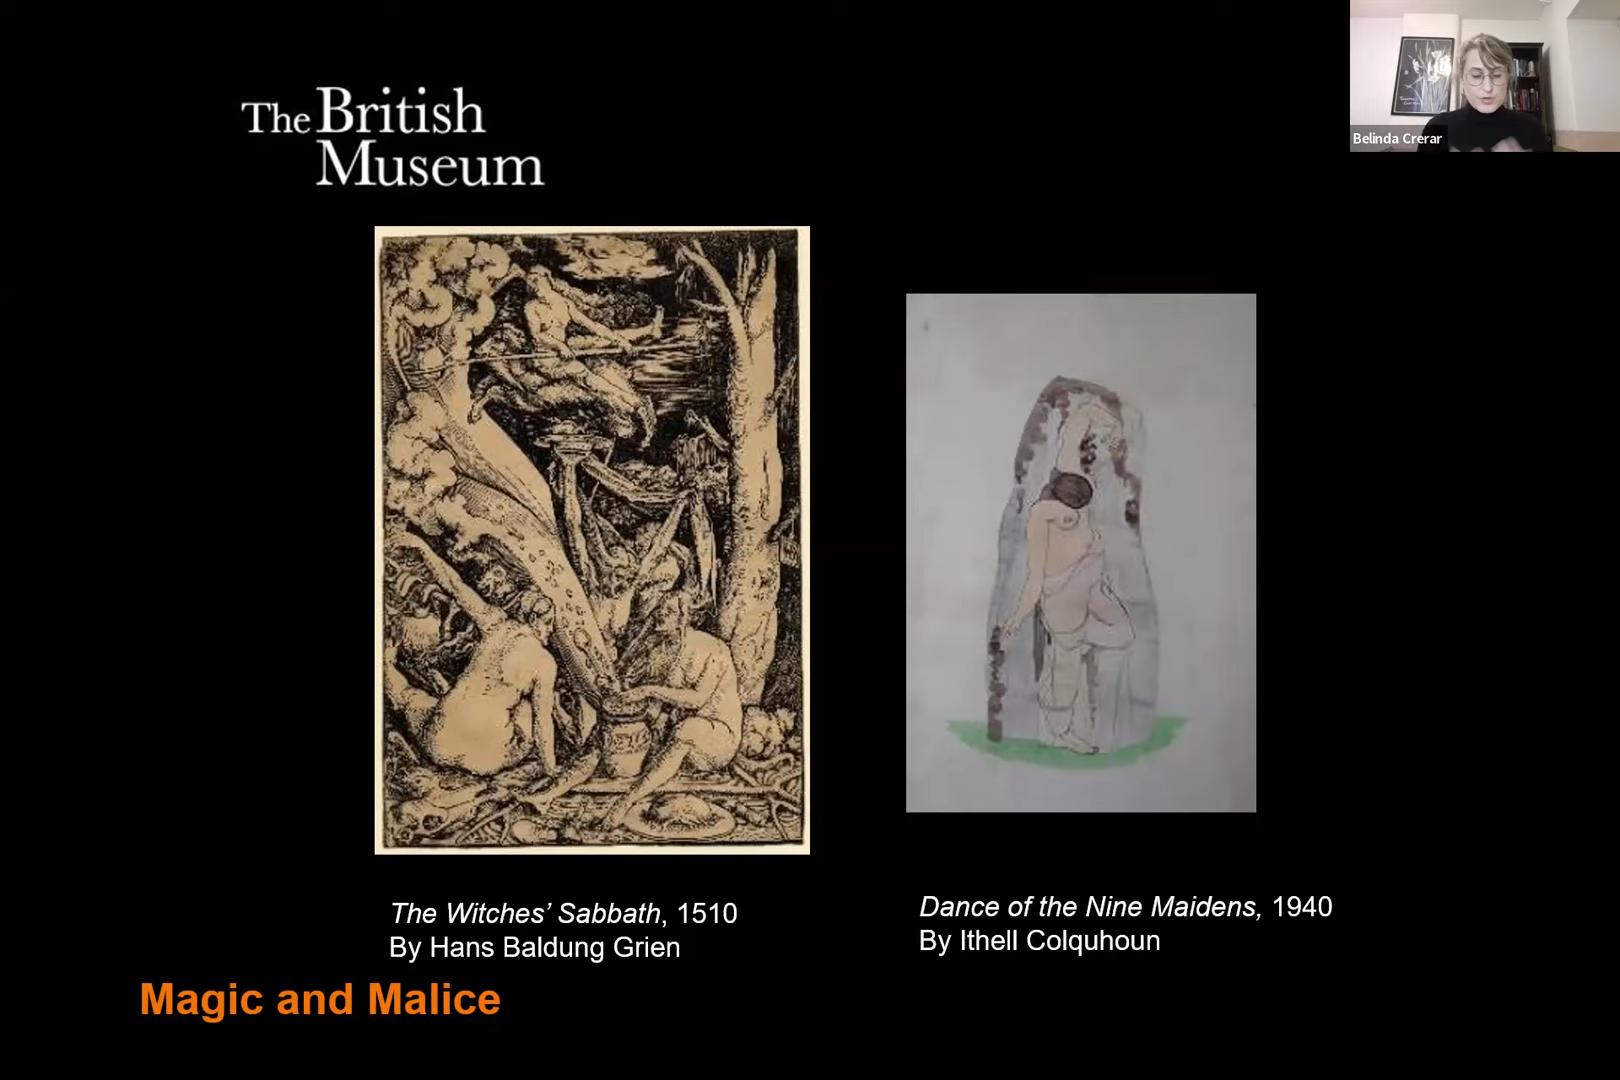 The British
Museum
Belinda Crerar
The Witches’ Sabbath, 1510
By Hans Baldung Grien
Dance of the Nine Maidens, 1940
By Ithell Colquhoun
Magic and Malice